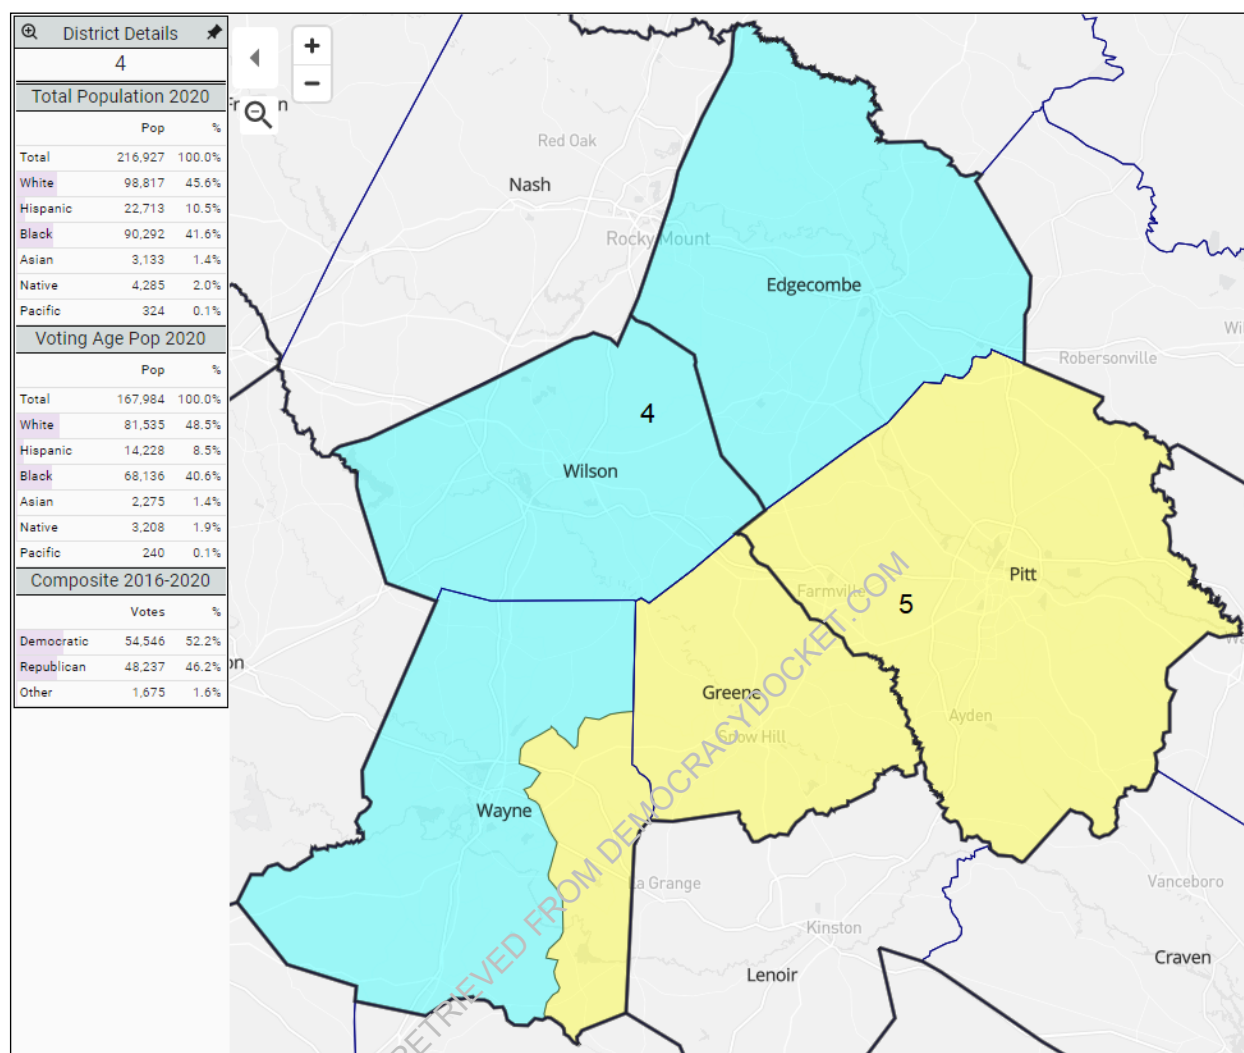 District Details
4
Total Population 2020
Pop %
Total 216,927 100.0%
White 98,817 45.6%
Hispanic 22,713 10.5%
Black 90,292 41.6%
Asian 3,133 1.4%
Native 4,285 2.0%
Pacific 324 0.1%
Voting Age Pop 2020
Pop %
Total 167,984 100.0%
White 81,535 48.5%
Hispanic 14,228 8.5%
Black 68,136 40.6%
Asian 2,275 1.4%
Native 3,208 1.9%
Pacific 240 0.1%
Composite 2016-2020
Votes %
Democratic 54,546 52.2%
Republican 48,237 46.2%
Other 1,675 1.6%
+
−
Red Oak
Nash
Rocky Mount
Edgecombe
Robersonville
4
Wilson
Pitt
Farmville
5
Greene
Ayden
Snow Hill
Wayne
La Grange
Vanceboro
Kinston
Craven
Lenoir
RETRIEVED FROM DEMOCRACYDOCKET.COM